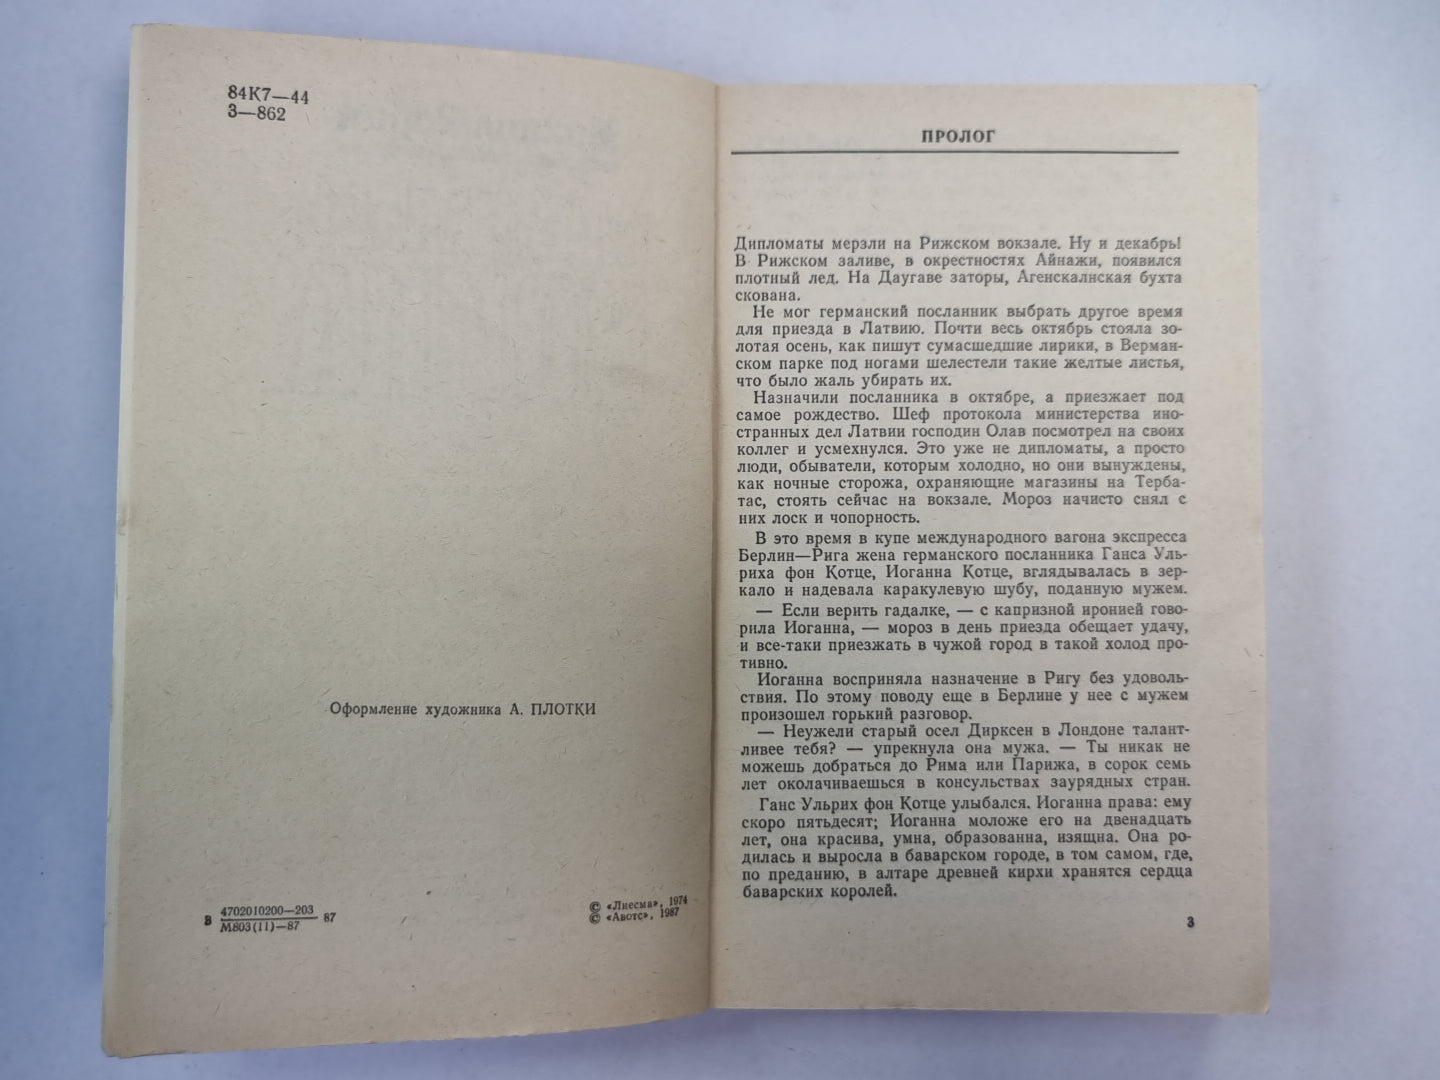 84К7—44
З—862
Оформление художника А. ПЛОТКИ
В 4702010200—203 87
М803(11)—87
© «Лиесма», 1974
© «Авотс», 1987
ПРОЛОГ
Дипломаты мерзли на Рижском вокзале. Ну и декабрь!
В Рижском заливе, в окрестностях Айнажи, появился
плотный лед. На Даугаве заторы, Агенскалнская бухта
скована.
Не мог германский посланник выбрать другое время
для приезда в Латвию. Почти весь октябрь стояла зо-
лотая осень, как пишут сумасшедшие лирики, в Верман-
ском парке под ногами шелестели такие желтые листья,
что было жаль убирать их.
Назначили посланника в октябре, а приезжает под
самое рождество. Шеф протокола министерства ино-
странных дел Латвии господин Олав посмотрел на своих
коллег и усмехнулся. Это уже не дипломаты, а просто
люди, обыватели, которым холодно, но они вынуждены,
как ночные сторожа, охраняющие магазины на Терба-
тас, стоять сейчас на вокзале. Мороз начисто снял с
них лоск и чопорность.
В это время в купе международного вагона экспресса
Берлин—Рига жена германского посланника Ганса Уль-
риха фон Котце, Иоганна Котце, вглядывалась в зер-
кало и надевала каракулевую шубу, поданную мужем.
— Если верить гадалке, — с капризной иронией гово-
рила Иоганна, — мороз в день приезда обещает удачу,
и все-таки приезжать в чужой город в такой холод про-
тивно.
Иоганна восприняла назначение в Ригу без удоволь-
ствия. По этому поводу еще в Берлине у нее с мужем
произошел горький разговор.
— Неужели старый осел Дирксен в Лондоне талант-
ливее тебя? — упрекнула она мужа. — Ты никак не
можешь добраться до Рима или Парижа, в сорок семь
лет околачиваешься в консульствах заурядных стран.
Ганс Ульрих фон Котце улыбался. Иоганна права: ему
скоро пятьдесят; Иоганна моложе его на двенадцать
лет, она красива, умна, образованна, изящна. Она ро-
дилась и выросла в баварском городе, в том самом, где,
по преданию, в алтаре древней кирхи хранятся сердца
баварских королей.
3